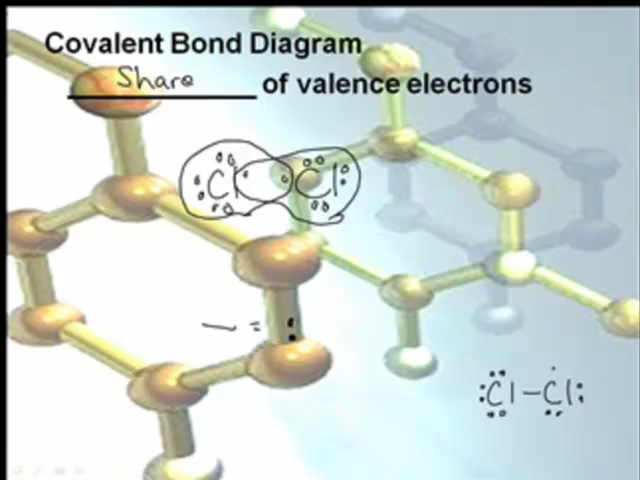 Covalent Bond Diagram
Share of valence electrons
Cl Cl
— = :
Cl—Cl